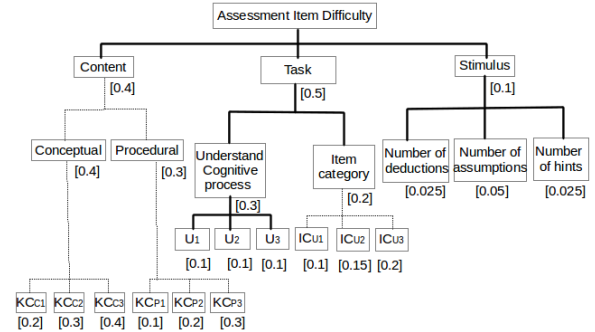 Assessment Item Difficulty
Content
Task
Stimulus
[0.4]
[0.5]
[0.1]
Conceptual
Procedural
[0.4]
[0.3]
Understand
Cognitive
process
[0.3]
Item
category
[0.2]
Number of
deductions
[0.025]
Number of
assumptions
[0.05]
Number
of hints
[0.025]
U1
U2
U3
[0.1]
[0.1]
[0.1]
ICU1
ICU2
ICU3
[0.1]
[0.15]
[0.2]
KCC1
KCC2
KCC3
KCP1
KCP2
KCP3
[0.2]
[0.3]
[0.4]
[0.1]
[0.2]
[0.3]